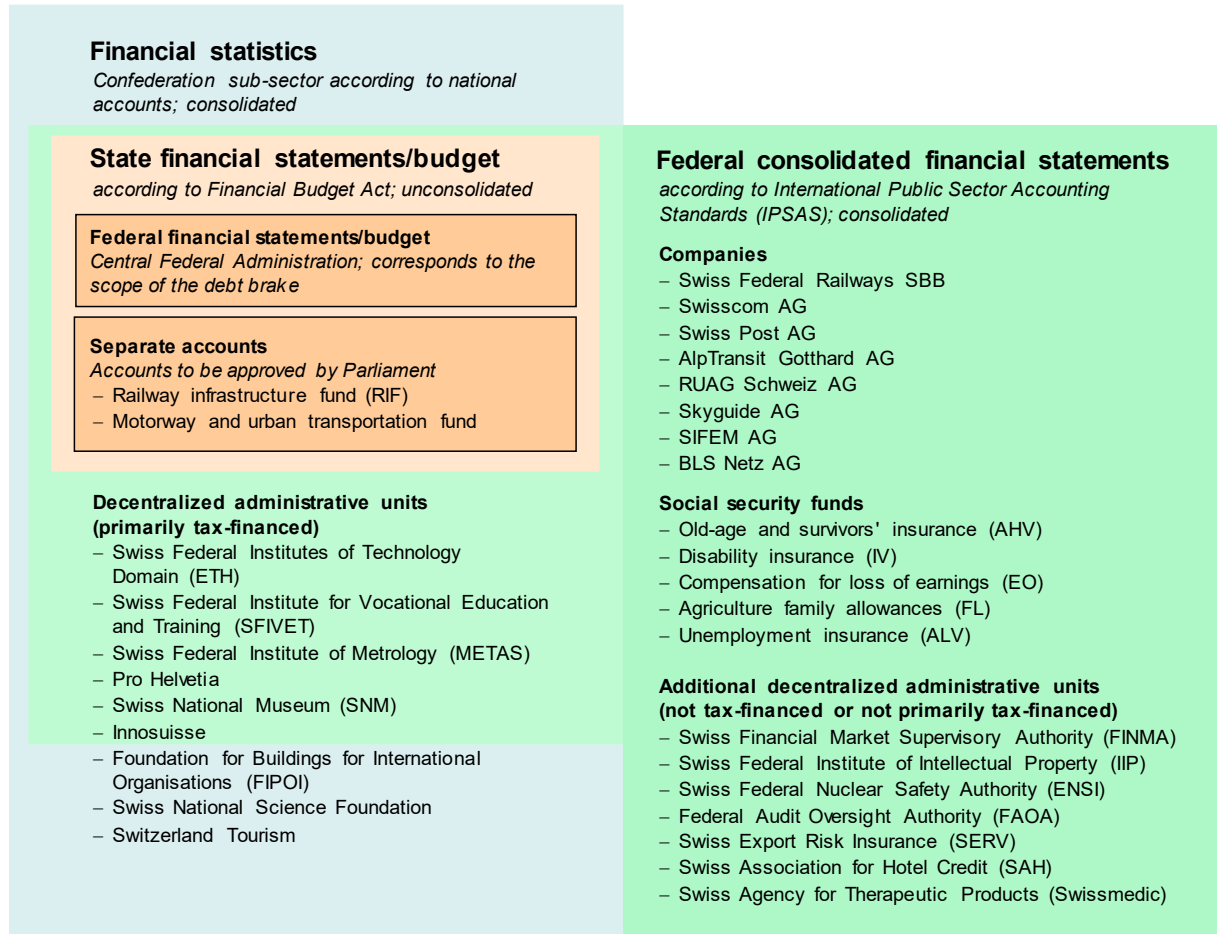 Financial statistics
Confederation sub-sector according to national
accounts; consolidated
State financial statements/budget
according to Financial Budget Act; unconsolidated
Federal financial statements/budget
Central Federal Administration; corresponds to the
scope of the debt brake
Separate accounts
Accounts to be approved by Parliament
– Railway infrastructure fund (RIF)
– Motorway and urban transportation fund
Decentralized administrative units
(primarily tax-financed)
– Swiss Federal Institutes of Technology
Domain (ETH)
– Swiss Federal Institute for Vocational Education
and Training (SFIVET)
– Swiss Federal Institute of Metrology (METAS)
– Pro Helvetia
– Swiss National Museum (SNM)
– Innosuisse
– Foundation for Buildings for International
Organisations (FIPOI)
– Swiss National Science Foundation
– Switzerland Tourism
Federal consolidated financial statements
according to International Public Sector Accounting
Standards (IPSAS); consolidated
Companies
– Swiss Federal Railways SBB
– Swisscom AG
– Swiss Post AG
– AlpTransit Gotthard AG
– RUAG Schweiz AG
– Skyguide AG
– SIFEM AG
– BLS Netz AG
Social security funds
– Old-age and survivors' insurance (AHV)
– Disability insurance (IV)
– Compensation for loss of earnings (EO)
– Agriculture family allowances (FL)
– Unemployment insurance (ALV)
Additional decentralized administrative units
(not tax-financed or not primarily tax-financed)
– Swiss Financial Market Supervisory Authority (FINMA)
– Swiss Federal Institute of Intellectual Property (IIP)
– Swiss Federal Nuclear Safety Authority (ENSI)
– Federal Audit Oversight Authority (FAOA)
– Swiss Export Risk Insurance (SERV)
– Swiss Association for Hotel Credit (SAH)
– Swiss Agency for Therapeutic Products (Swissmedic)